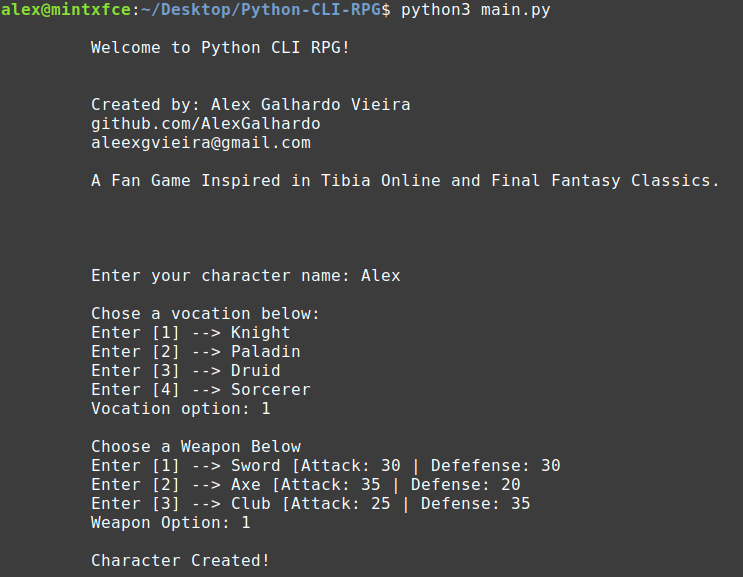 alex@mintxfce:~/Desktop/Python-CLI-RPG$ python3 main.py
Welcome to Python CLI RPG!
Created by: Alex Galhardo Vieira
github.com/AlexGalhardo
aleexgvieira@gmail.com
A Fan Game Inspired in Tibia Online and Final Fantasy Classics.
Enter your character name: Alex
Chose a vocation below:
Enter [1] --> Knight
Enter [2] --> Paladin
Enter [3] --> Druid
Enter [4] --> Sorcerer
Vocation option: 1
Choose a Weapon Below
Enter [1] --> Sword [Attack: 30 | Defefense: 30
Enter [2] --> Axe [Attack: 35 | Defense: 20
Enter [3] --> Club [Attack: 25 | Defense: 35
Weapon Option: 1
Character Created!